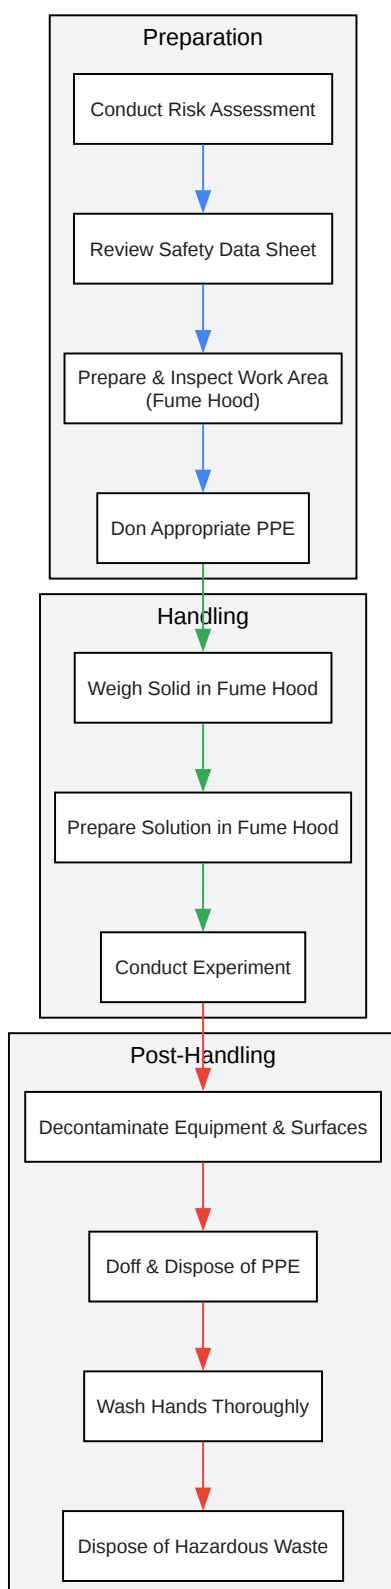 Preparation
Conduct Risk Assessment
Review Safety Data Sheet
Prepare & Inspect Work Area
(Fume Hood)
Don Appropriate PPE
Handling
Weigh Solid in Fume Hood
Prepare Solution in Fume Hood
Conduct Experiment
Post-Handling
Decontaminate Equipment & Surfaces
Doff & Dispose of PPE
Wash Hands Thoroughly
Dispose of Hazardous Waste